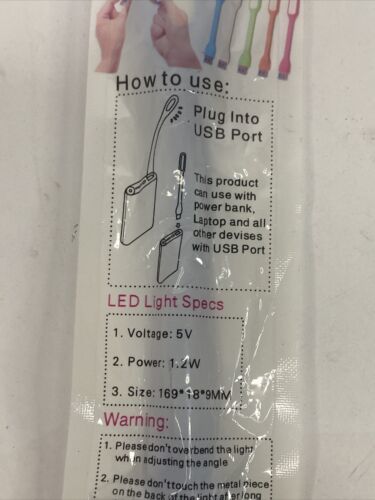 How to use:
Plug Into
USB Port
This product
can use with
power bank,
Laptop and all
other devises
with USB Port
LED Light Specs
1. Voltage: 5V
2. Power: 1.2W
3. Size: 169*18*9MM
Warning:
1. Please don't overbend the light
when adjusting the angle
2. Please don't touch the metal piece
on the back of the light after long